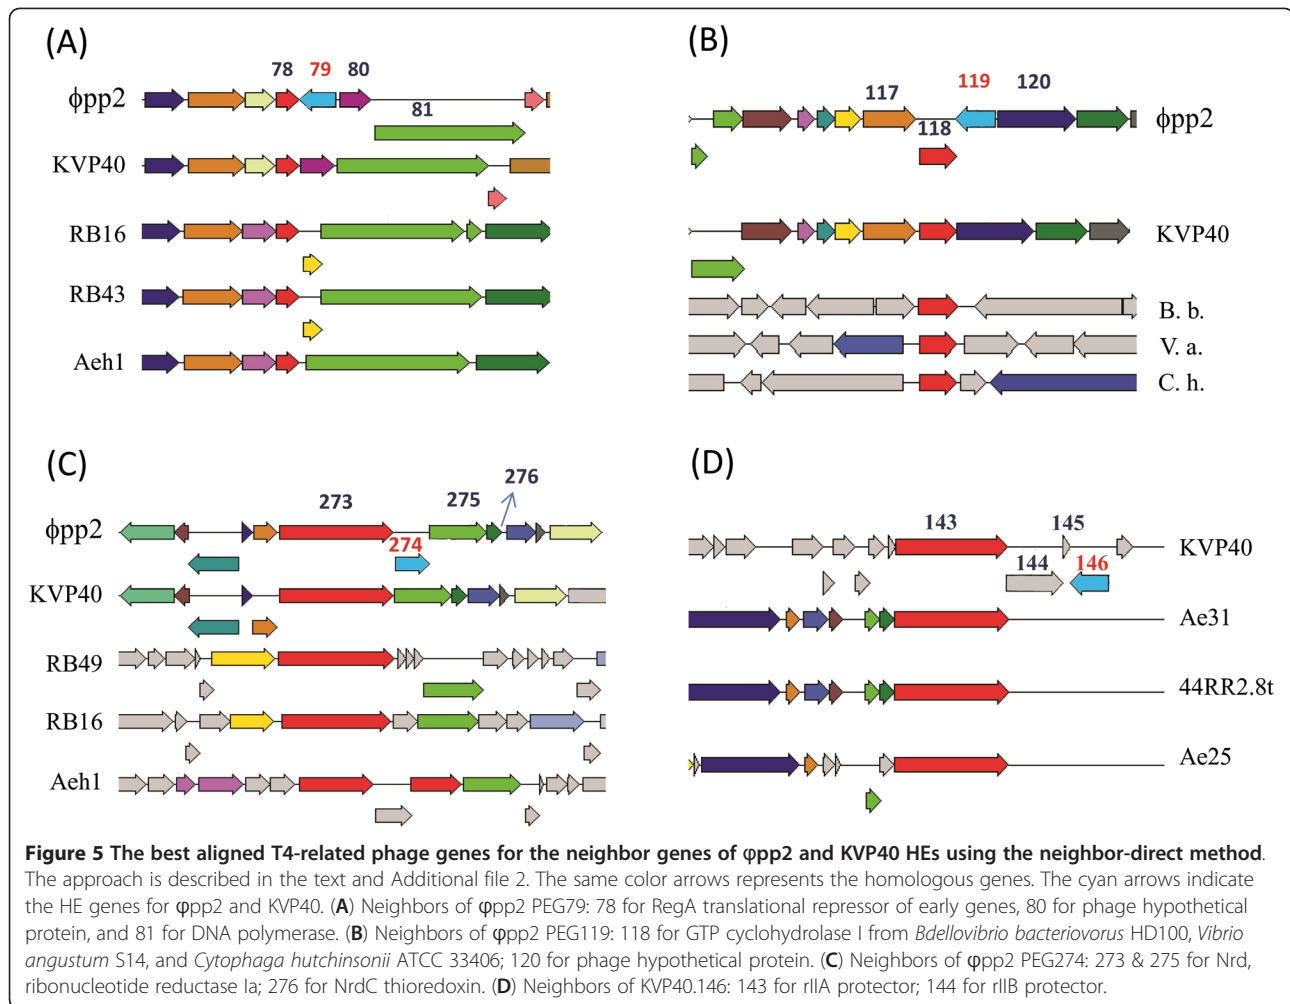 (A)
78 79 80
ϕpp2
81
KVP40
RB16
RB43
Aeh1
(B)
117 119 120
ϕpp2
118
KVP40
B. b.
V. a.
C. h.
(C)
276
273 275
ϕpp2
274
KVP40
RB49
RB16
Aeh1
(D)
143 145
KVP40
144 146
Ae31
44RR2.8t
Ae25
Figure 5 The best aligned T4-related phage genes for the neighbor genes of φpp2 and KVP40 HEs using the neighbor-direct method.
The approach is described in the text and Additional file 2. The same color arrows represents the homologous genes. The cyan arrows indicate
the HE genes for φpp2 and KVP40. (A) Neighbors of φpp2 PEG79: 78 for RegA translational repressor of early genes, 80 for phage hypothetical
protein, and 81 for DNA polymerase. (B) Neighbors of φpp2 PEG119: 118 for GTP cyclohydrolase I from Bdellovibrio bacteriovorus HD100, Vibrio
angustum S14, and Cytophaga hutchinsonii ATCC 33406; 120 for phage hypothetical protein. (C) Neighbors of φpp2 PEG274: 273 & 275 for Nrd,
ribonucleotide reductase Ia; 276 for NrdC thioredoxin. (D) Neighbors of KVP40.146: 143 for rIIA protector; 144 for rIIB protector.